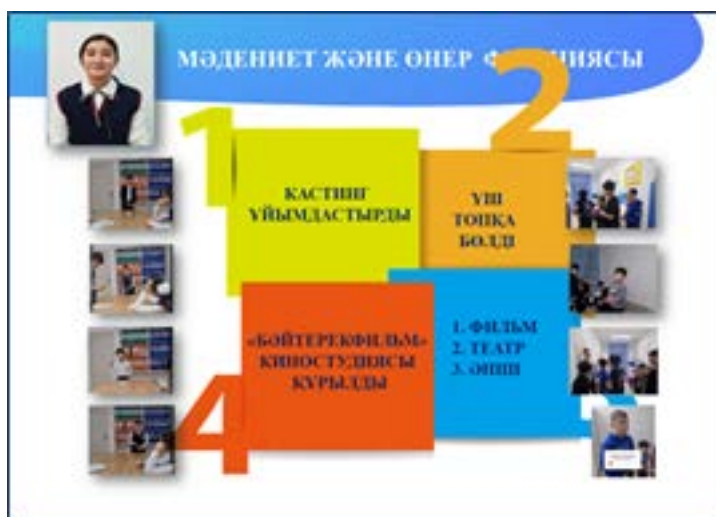 МӘДЕНИЕТ ЖӘНЕ ӨНЕР
1
2
КАСТИНГ
ҰЙЫМДАСТЫРДЫ
ҮШ
ТОПҚА
БӨЛДІ
«БӘЙТЕРЕКФИЛЬМ»
КИНОСТУДИЯСЫ
ҚҰРЫЛДЫ
1. ФИЛЬМ
2. ТЕАТР
3. ӘНШІ
4